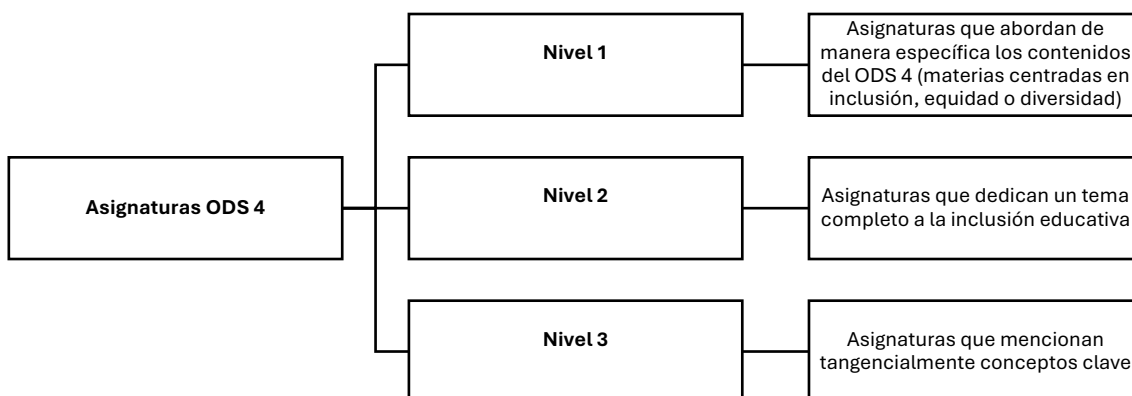 Asignaturas ODS 4
Nivel 1
Asignaturas que abordan de
manera específica los contenidos
del ODS 4 (materias centradas en
inclusión, equidad o diversidad)
Nivel 2
Asignaturas que dedican un tema
completo a la inclusión educativa
Nivel 3
Asignaturas que mencionan
tangencialmente conceptos clave